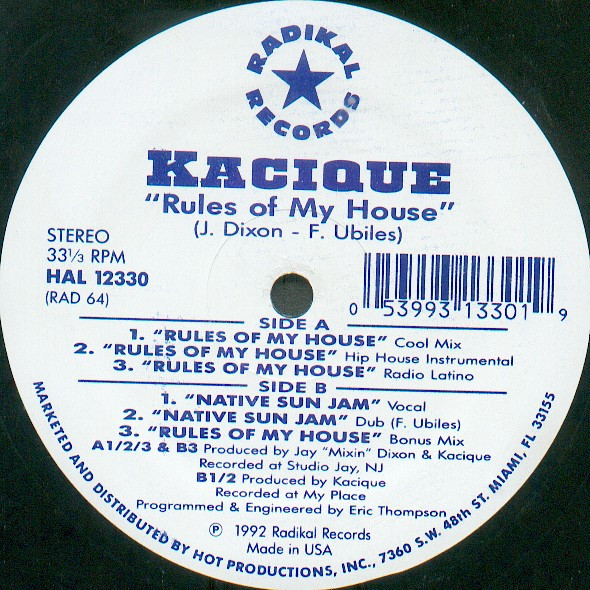 RADIKAL
RECORDS
KACIQUE
"Rules of My House"
(J. Dixon - F. Ubiles)
STEREO
33⅓ RPM
HAL 12330
(RAD 64)
0 53993 13301 9
SIDE A
1. "RULES OF MY HOUSE" Cool Mix
2. "RULES OF MY HOUSE" Hip House Instrumental
3. "RULES OF MY HOUSE" Radio Latino
SIDE B
1. "NATIVE SUN JAM" Vocal
2. "NATIVE SUN JAM" Dub (F. Ubiles)
3. "RULES OF MY HOUSE" Bonus Mix
A1/2/3 & B3 Produced by Jay "Mixin" Dixon & Kacique
Recorded at Studio Jay, NJ
B1/2 Produced by Kacique
Recorded at My Place
Programmed & Engineered by Eric Thompson
℗ 1992 Radikal Records
Made in USA
MARKETED AND DISTRIBUTED BY HOT PRODUCTIONS, INC., 7360 S.W. 48th ST. MIAMI, FL 33155